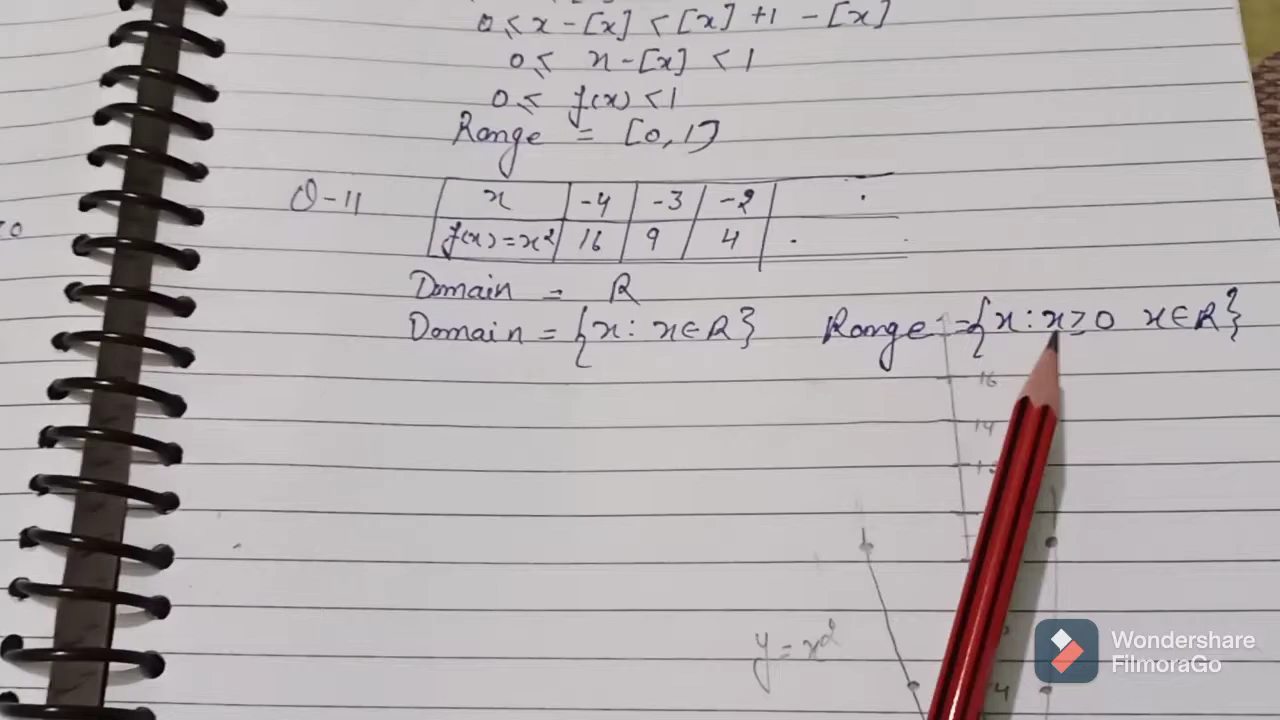 0 ≤ x - [x] < [x] +1 - [x]
0 ≤ x - [x] < 1
0 ≤ f(x) < 1
Range = [0, 1)
Q-11 x -4 -3 -2 .
f(x) = x² 16 9 4 . .
Domain = R
Domain = {x : x∈R} Range = {x : x ≥ 0 x∈R}
16
14
y = x²
4
Wondershare
FilmoraGo